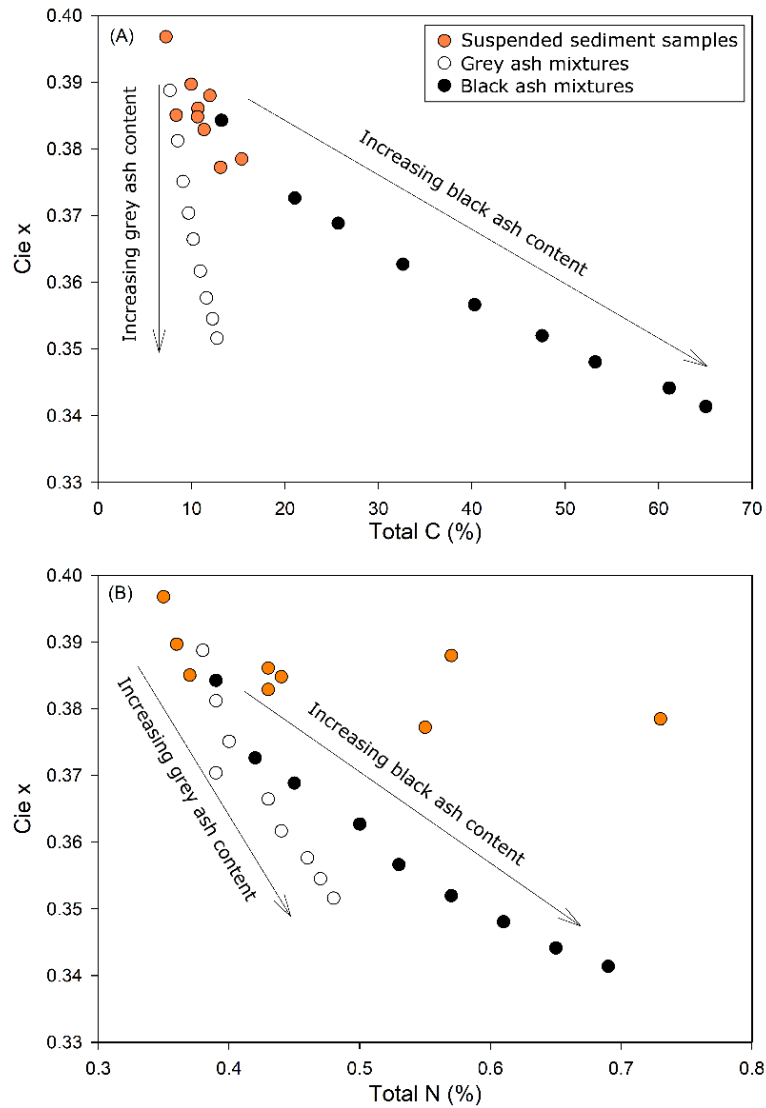 (A)
Suspended sediment samples
Grey ash mixtures
Black ash mixtures
Increasing grey ash content
Increasing black ash content
Cie x
0.40
0.39
0.38
0.37
0.36
0.35
0.34
0.33
0 10 20 30 40 50 60 70
Total C (%)
(B)
Increasing grey ash content
Increasing black ash content
Cie x
0.40
0.39
0.38
0.37
0.36
0.35
0.34
0.33
0.3 0.4 0.5 0.6 0.7 0.8
Total N (%)